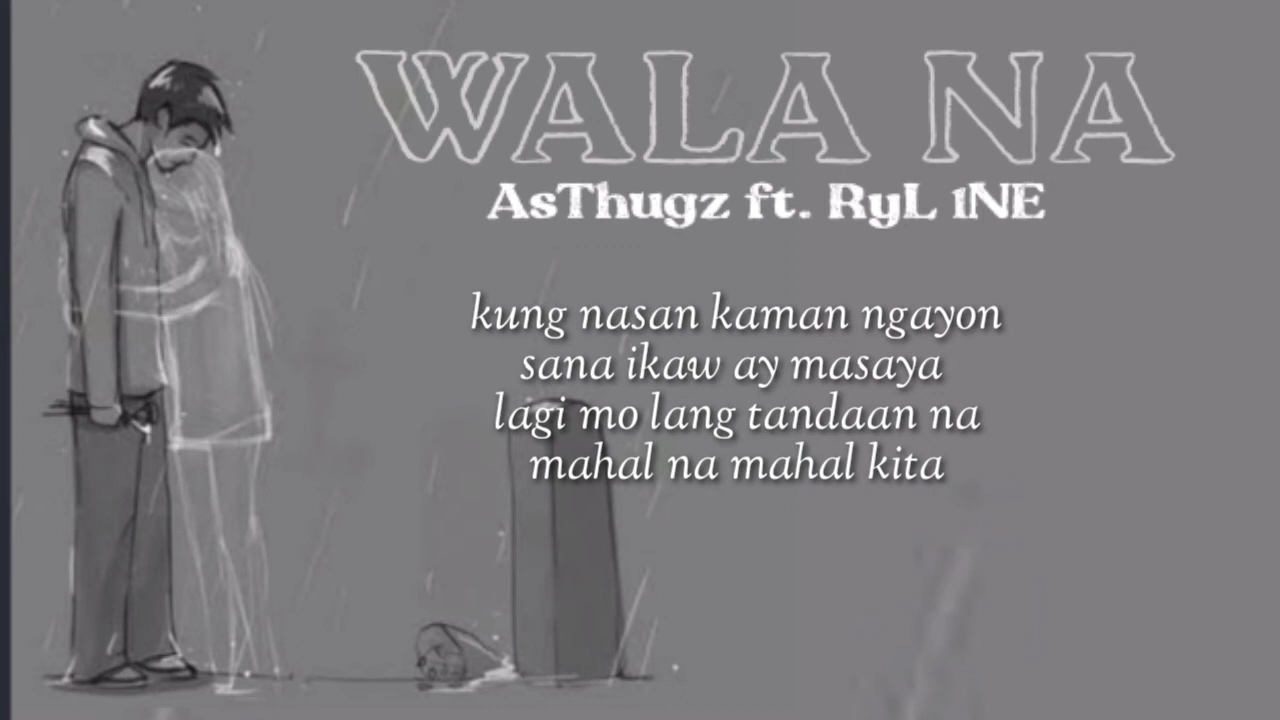 WALA NA
AsThugz ft. RyL 1NE
kung nasan kaman ngayon
sana ikaw ay masaya
lagi mo lang tandaan na
mahal na mahal kita